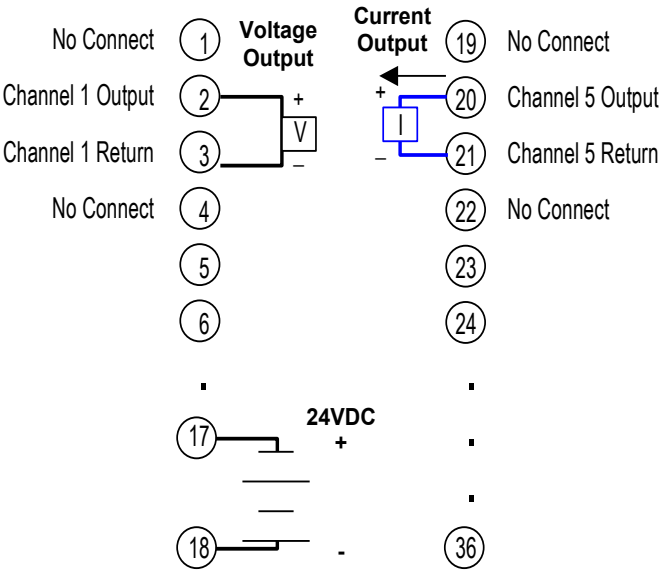 No Connect 1 Voltage Output Current Output 19 No Connect
Channel 1 Output 2 + + 20 Channel 5 Output
V I
Channel 1 Return 3 – – 21 Channel 5 Return
No Connect 4 22 No Connect
5 23
6 24
17 24VDC
+
18 - 36